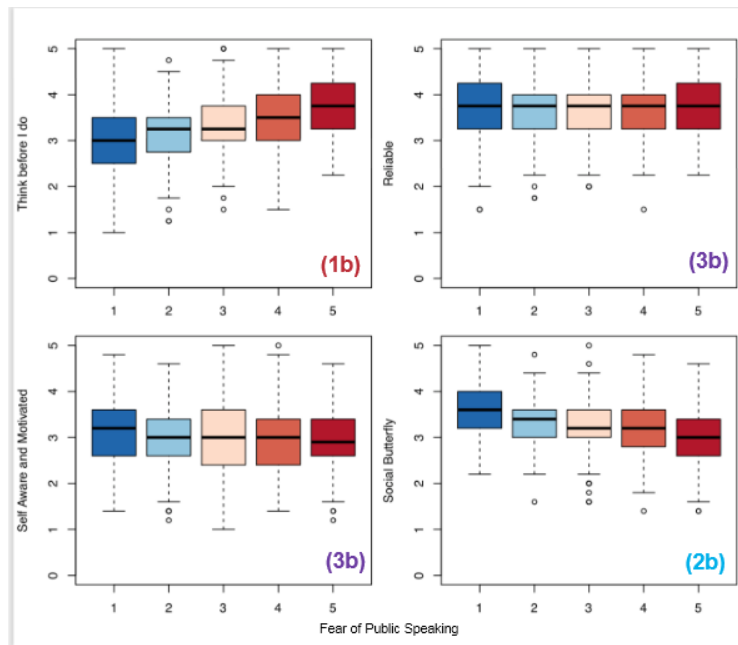 Think before I do
0 1 2 3 4 5
(1b)
1 2 3 4 5
Reliable
0 1 2 3 4 5
(3b)
1 2 3 4 5
Self Aware and Motivated
0 1 2 3 4 5
(3b)
1 2 3 4 5
Social Butterfly
0 1 2 3 4 5
(2b)
1 2 3 4 5
Fear of Public Speaking